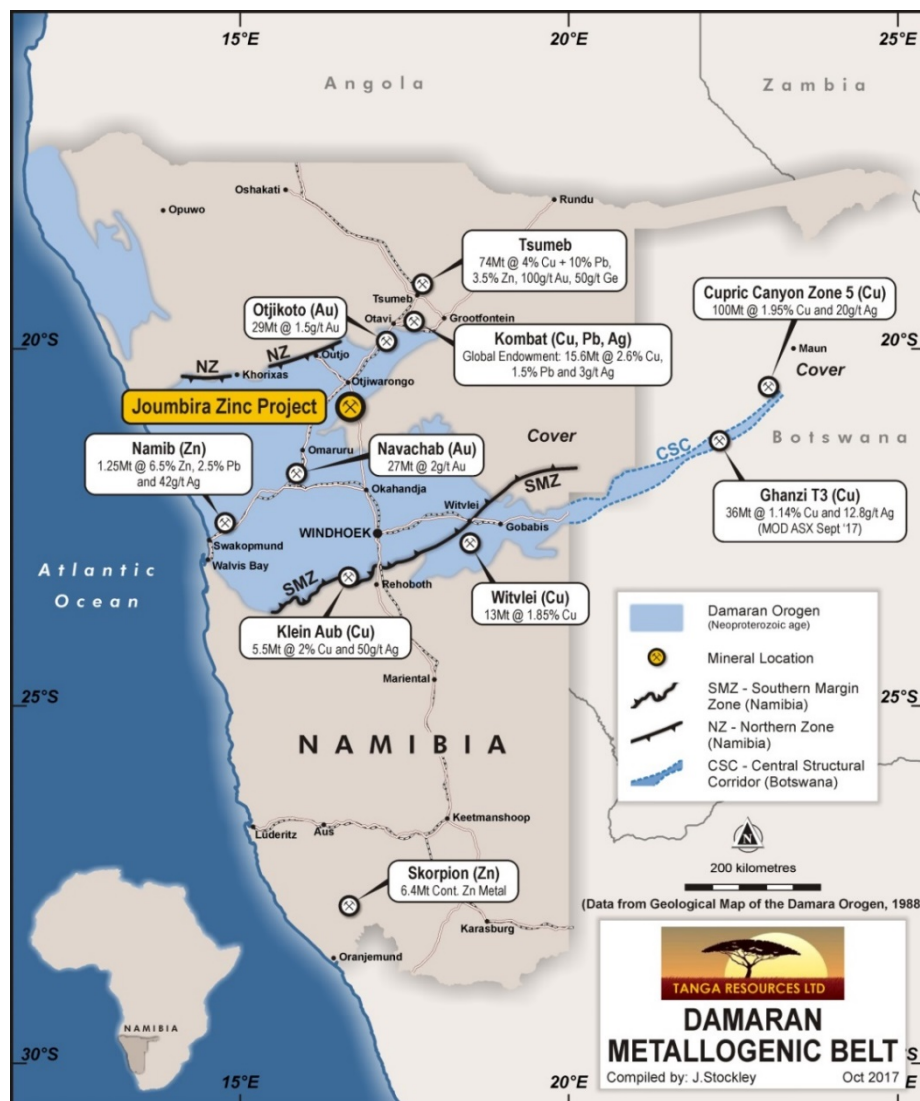 15°E
20°E
25°E
Angola
Zambia
Oshakati
Opuwo
Rundu
Tsumeb
74Mt @ 4% Cu + 10% Pb,
3.5% Zn, 100g/t Au, 50g/t Ge
Tsumeb
Otjikoto (Au)
29Mt @ 1.5g/t Au
Otavi
Grootfontein
Cupric Canyon Zone 5 (Cu)
100Mt @ 1.95% Cu and 20g/t Ag
20°S
20°S
Kombat (Cu, Pb, Ag)
Global Endowment: 15.6Mt @ 2.6% Cu,
1.5% Pb and 3g/t Ag
Maun
Cover
NZ
NZ
Outjo
Khorixas
Otjiwarongo
Joumbira Zinc Project
Namib (Zn)
1.25Mt @ 6.5% Zn, 2.5% Pb
and 42g/t Ag
Omaruru
Navachab (Au)
27Mt @ 2g/t Au
Cover
SMZ
CSC
Botswana
Okahandja
Witvlei
Gobabis
Ghanzi T3 (Cu)
36Mt @ 1.14% Cu and 12.8g/t Ag
(MOD ASX Sept '17)
WINDHOEK
Swakopmund
Walvis Bay
Atlantic
Ocean
SMZ
Rehoboth
Witvlei (Cu)
13Mt @ 1.85% Cu
Klein Aub (Cu)
5.5Mt @ 2% Cu and 50g/t Ag
Mariental
25°S
25°S
Damaran Orogen
(Neoproterozoic age)
Mineral Location
SMZ - Southern Margin
Zone (Namibia)
NZ - Northern Zone
(Namibia)
CSC - Central Structural
Corridor (Botswana)
NAMIBIA
Luderitz
Aus
Keetmanshoop
N
200 kilometres
(Data from Geological Map of the Damara Orogen, 1988)
Skorpion (Zn)
6.4Mt Cont. Zn Metal
Karasburg
Oranjemund
NAMIBIA
TANGA RESOURCES LTD
DAMARAN
METALLOGENIC BELT
Compiled by: J.Stockley
Oct 2017
30°S
30°S
15°E
20°E
25°E